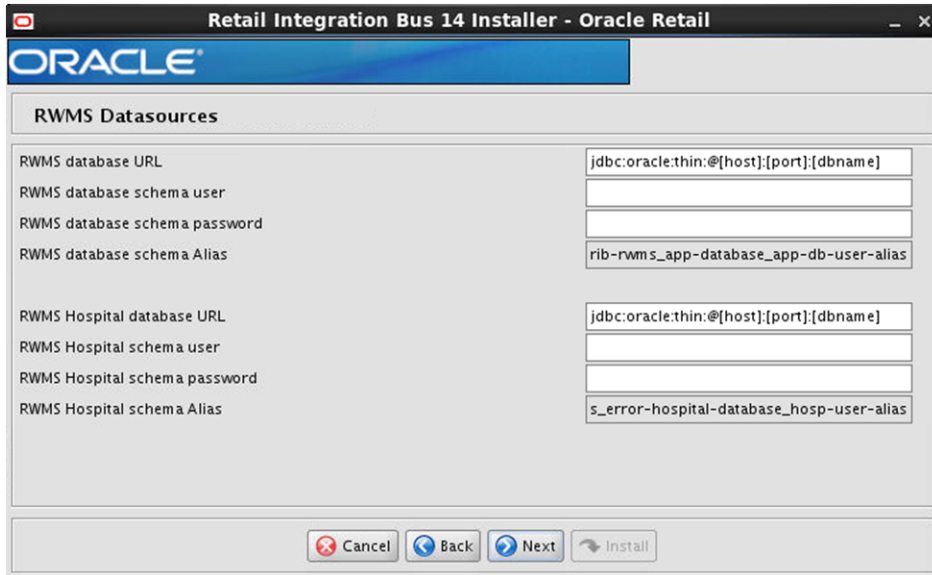 Retail Integration Bus 14 Installer - Oracle Retail
ORACLE
RWMS Datasources
RWMS database URL jdbc:oracle:thin:@[host]:[port]:[dbname]
RWMS database schema user
RWMS database schema password
RWMS database schema Alias rib-rwms_app-database_app-db-user-alias
RWMS Hospital database URL jdbc:oracle:thin:@[host]:[port]:[dbname]
RWMS Hospital schema user
RWMS Hospital schema password
RWMS Hospital schema Alias s_error-hospital-database_hosp-user-alias
Cancel Back Next Install